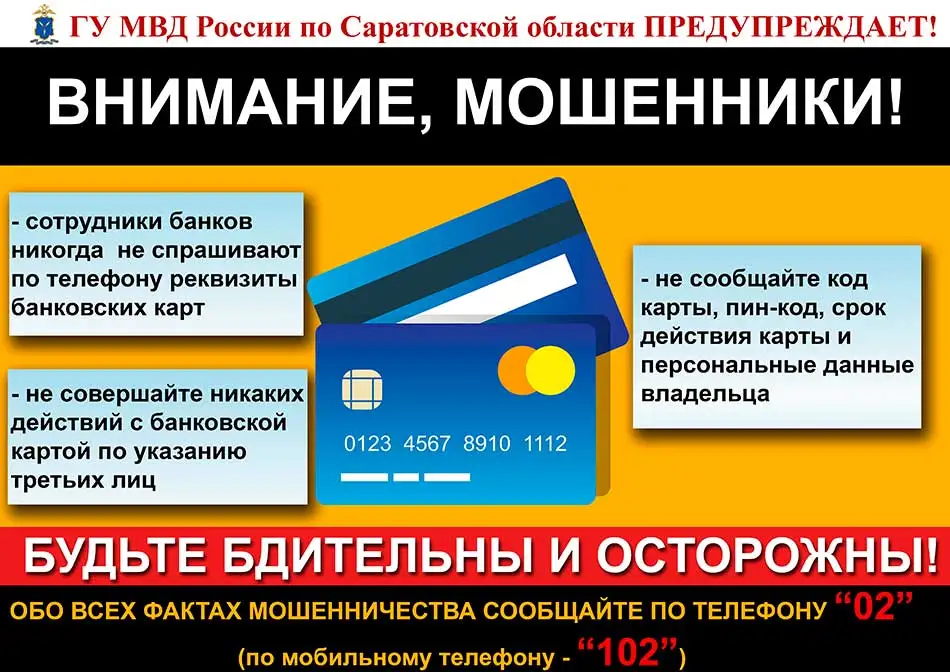 ГУ МВД России по Саратовской области ПРЕДУПРЕЖДАЕТ!
ВНИМАНИЕ, МОШЕННИКИ!
- сотрудники банков
никогда не спрашивают
по телефону реквизиты
банковских карт
- не совершайте никаких
действий с банковской
картой по указанию
третьих лиц
0123 4567 8910 1112
- не сообщайте код
карты, пин-код, срок
действия карты и
персональные данные
владельца
БУДЬТЕ БДИТЕЛЬНЫ И ОСТОРОЖНЫ!
ОБО ВСЕХ ФАКТАХ МОШЕННИЧЕСТВА СООБЩАЙТЕ ПО ТЕЛЕФОНУ “02”
(по мобильному телефону - “102”)